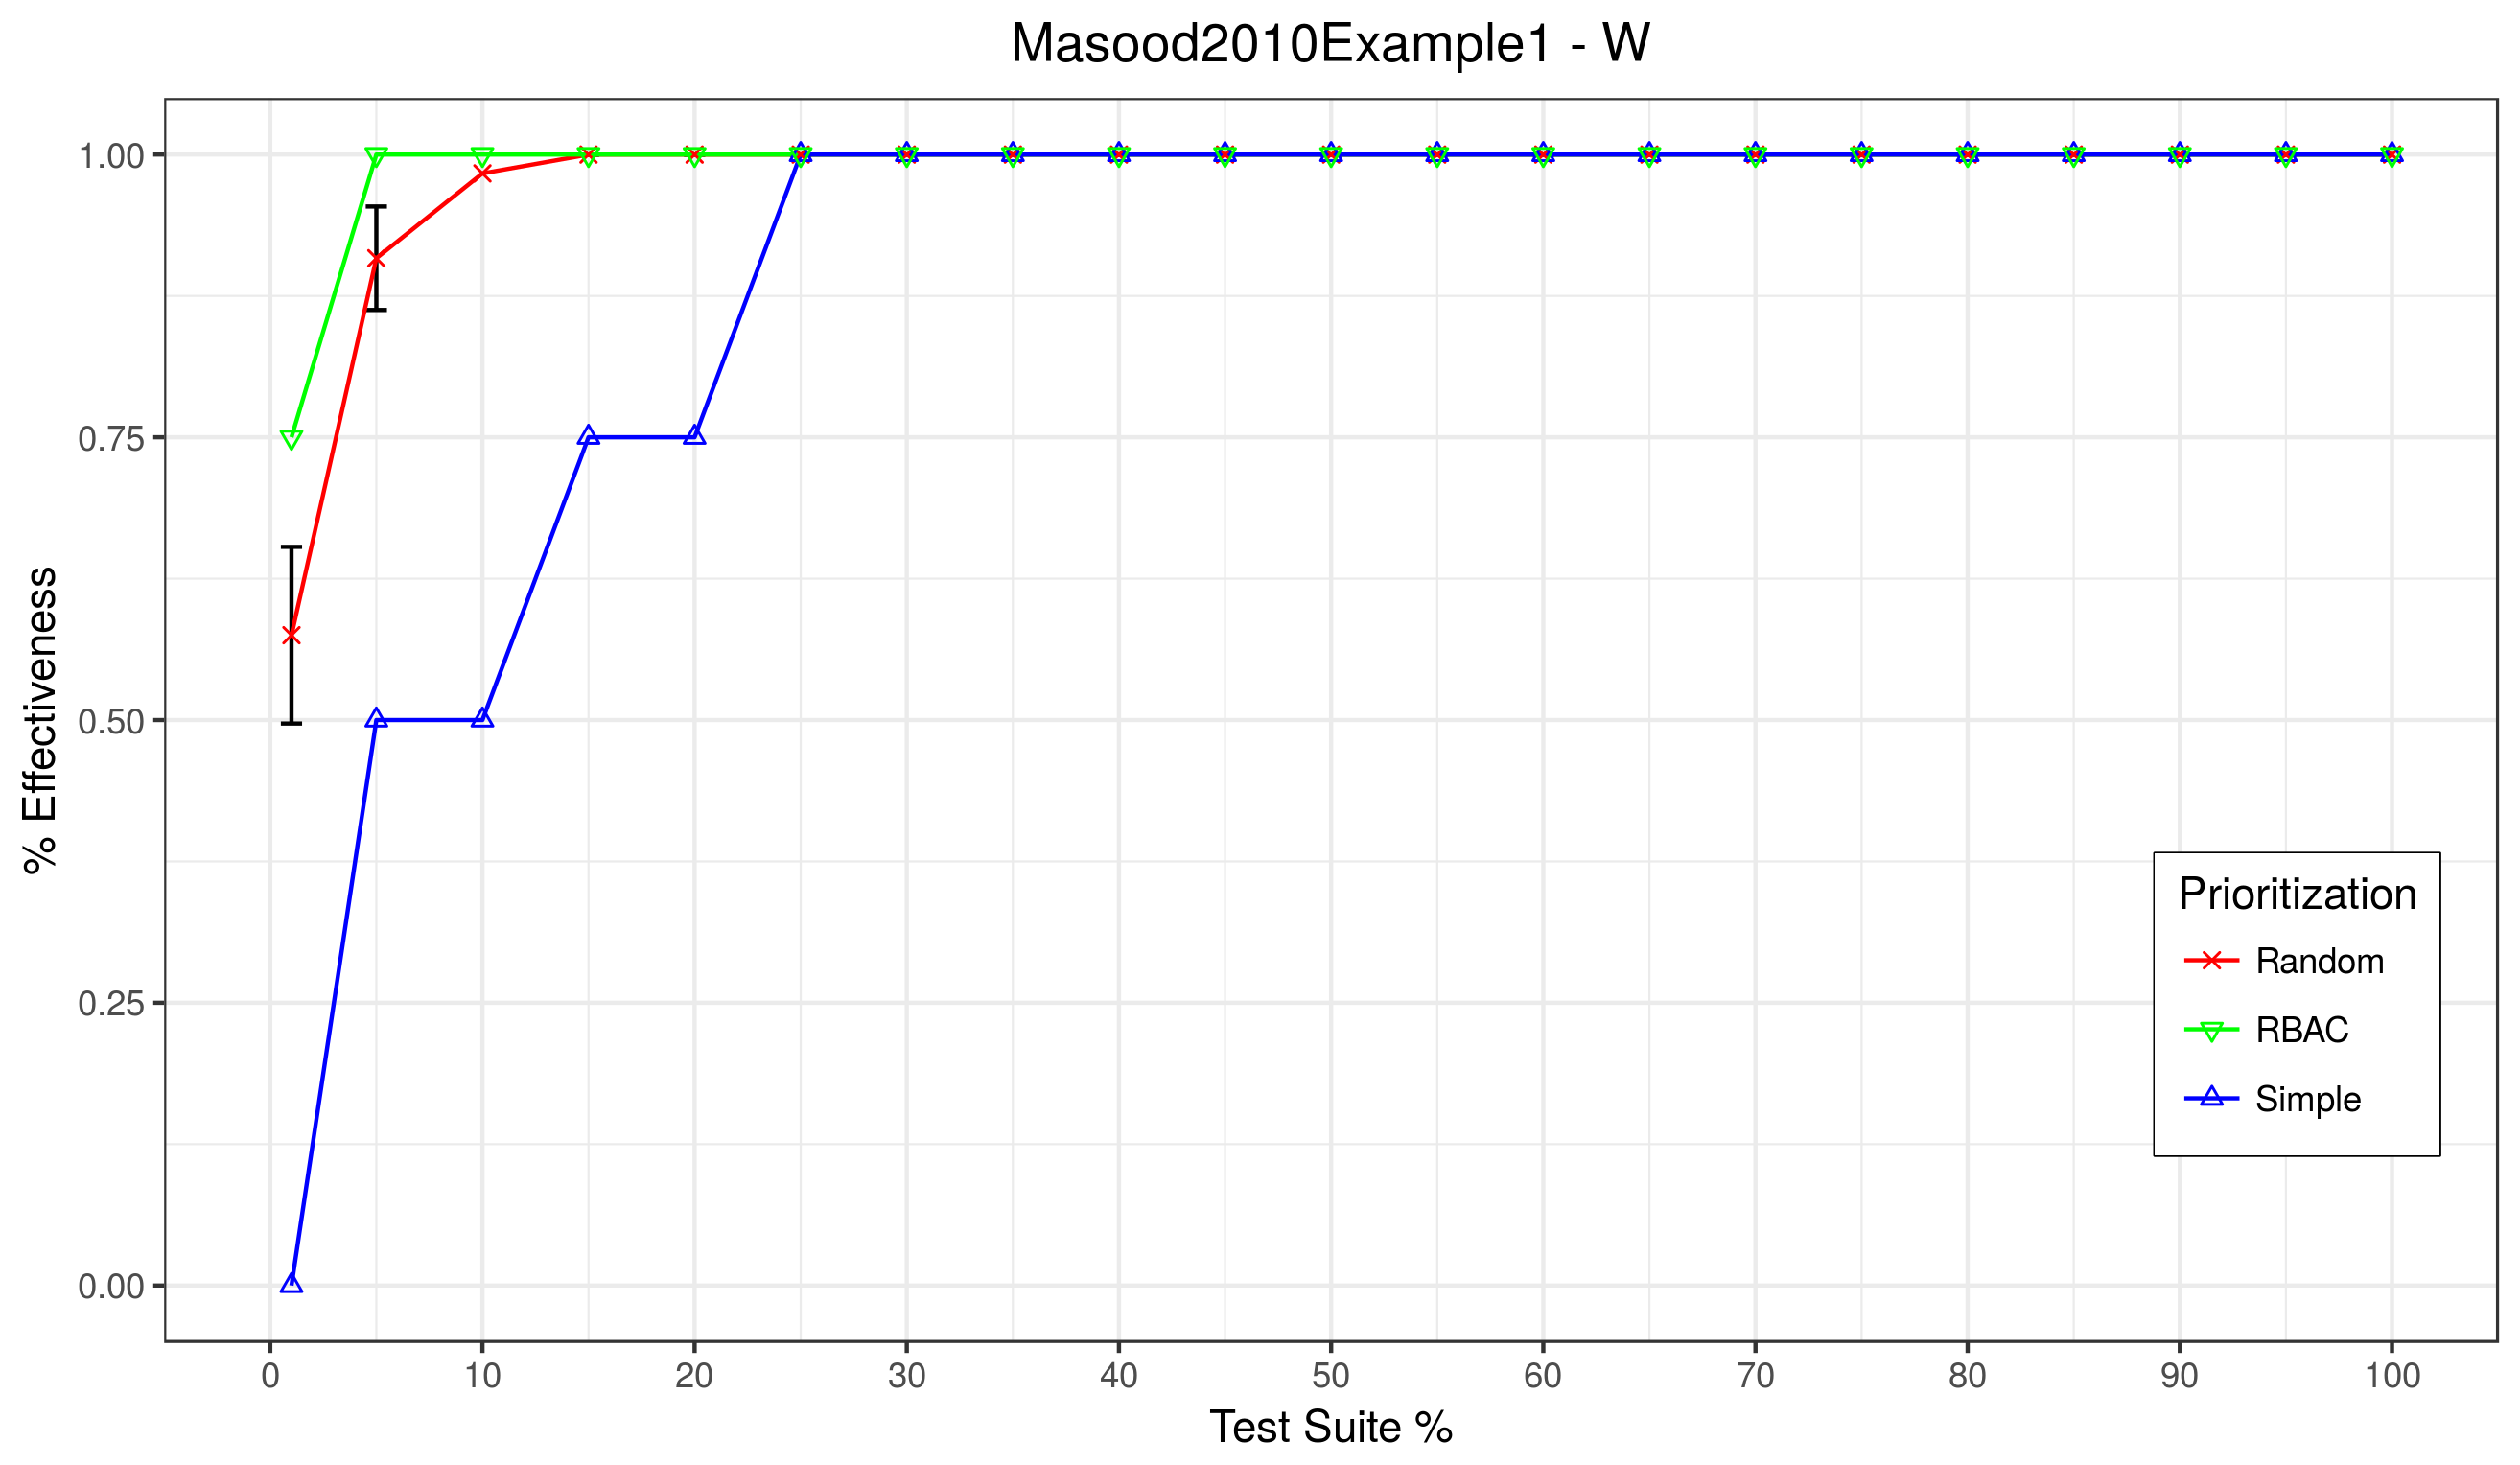 Masood2010Example1 - W
% Effectiveness
1.00
0.75
0.50
0.25
0.00
Prioritization
Random
RBAC
Simple
0 10 20 30 40 50 60 70 80 90 100
Test Suite %